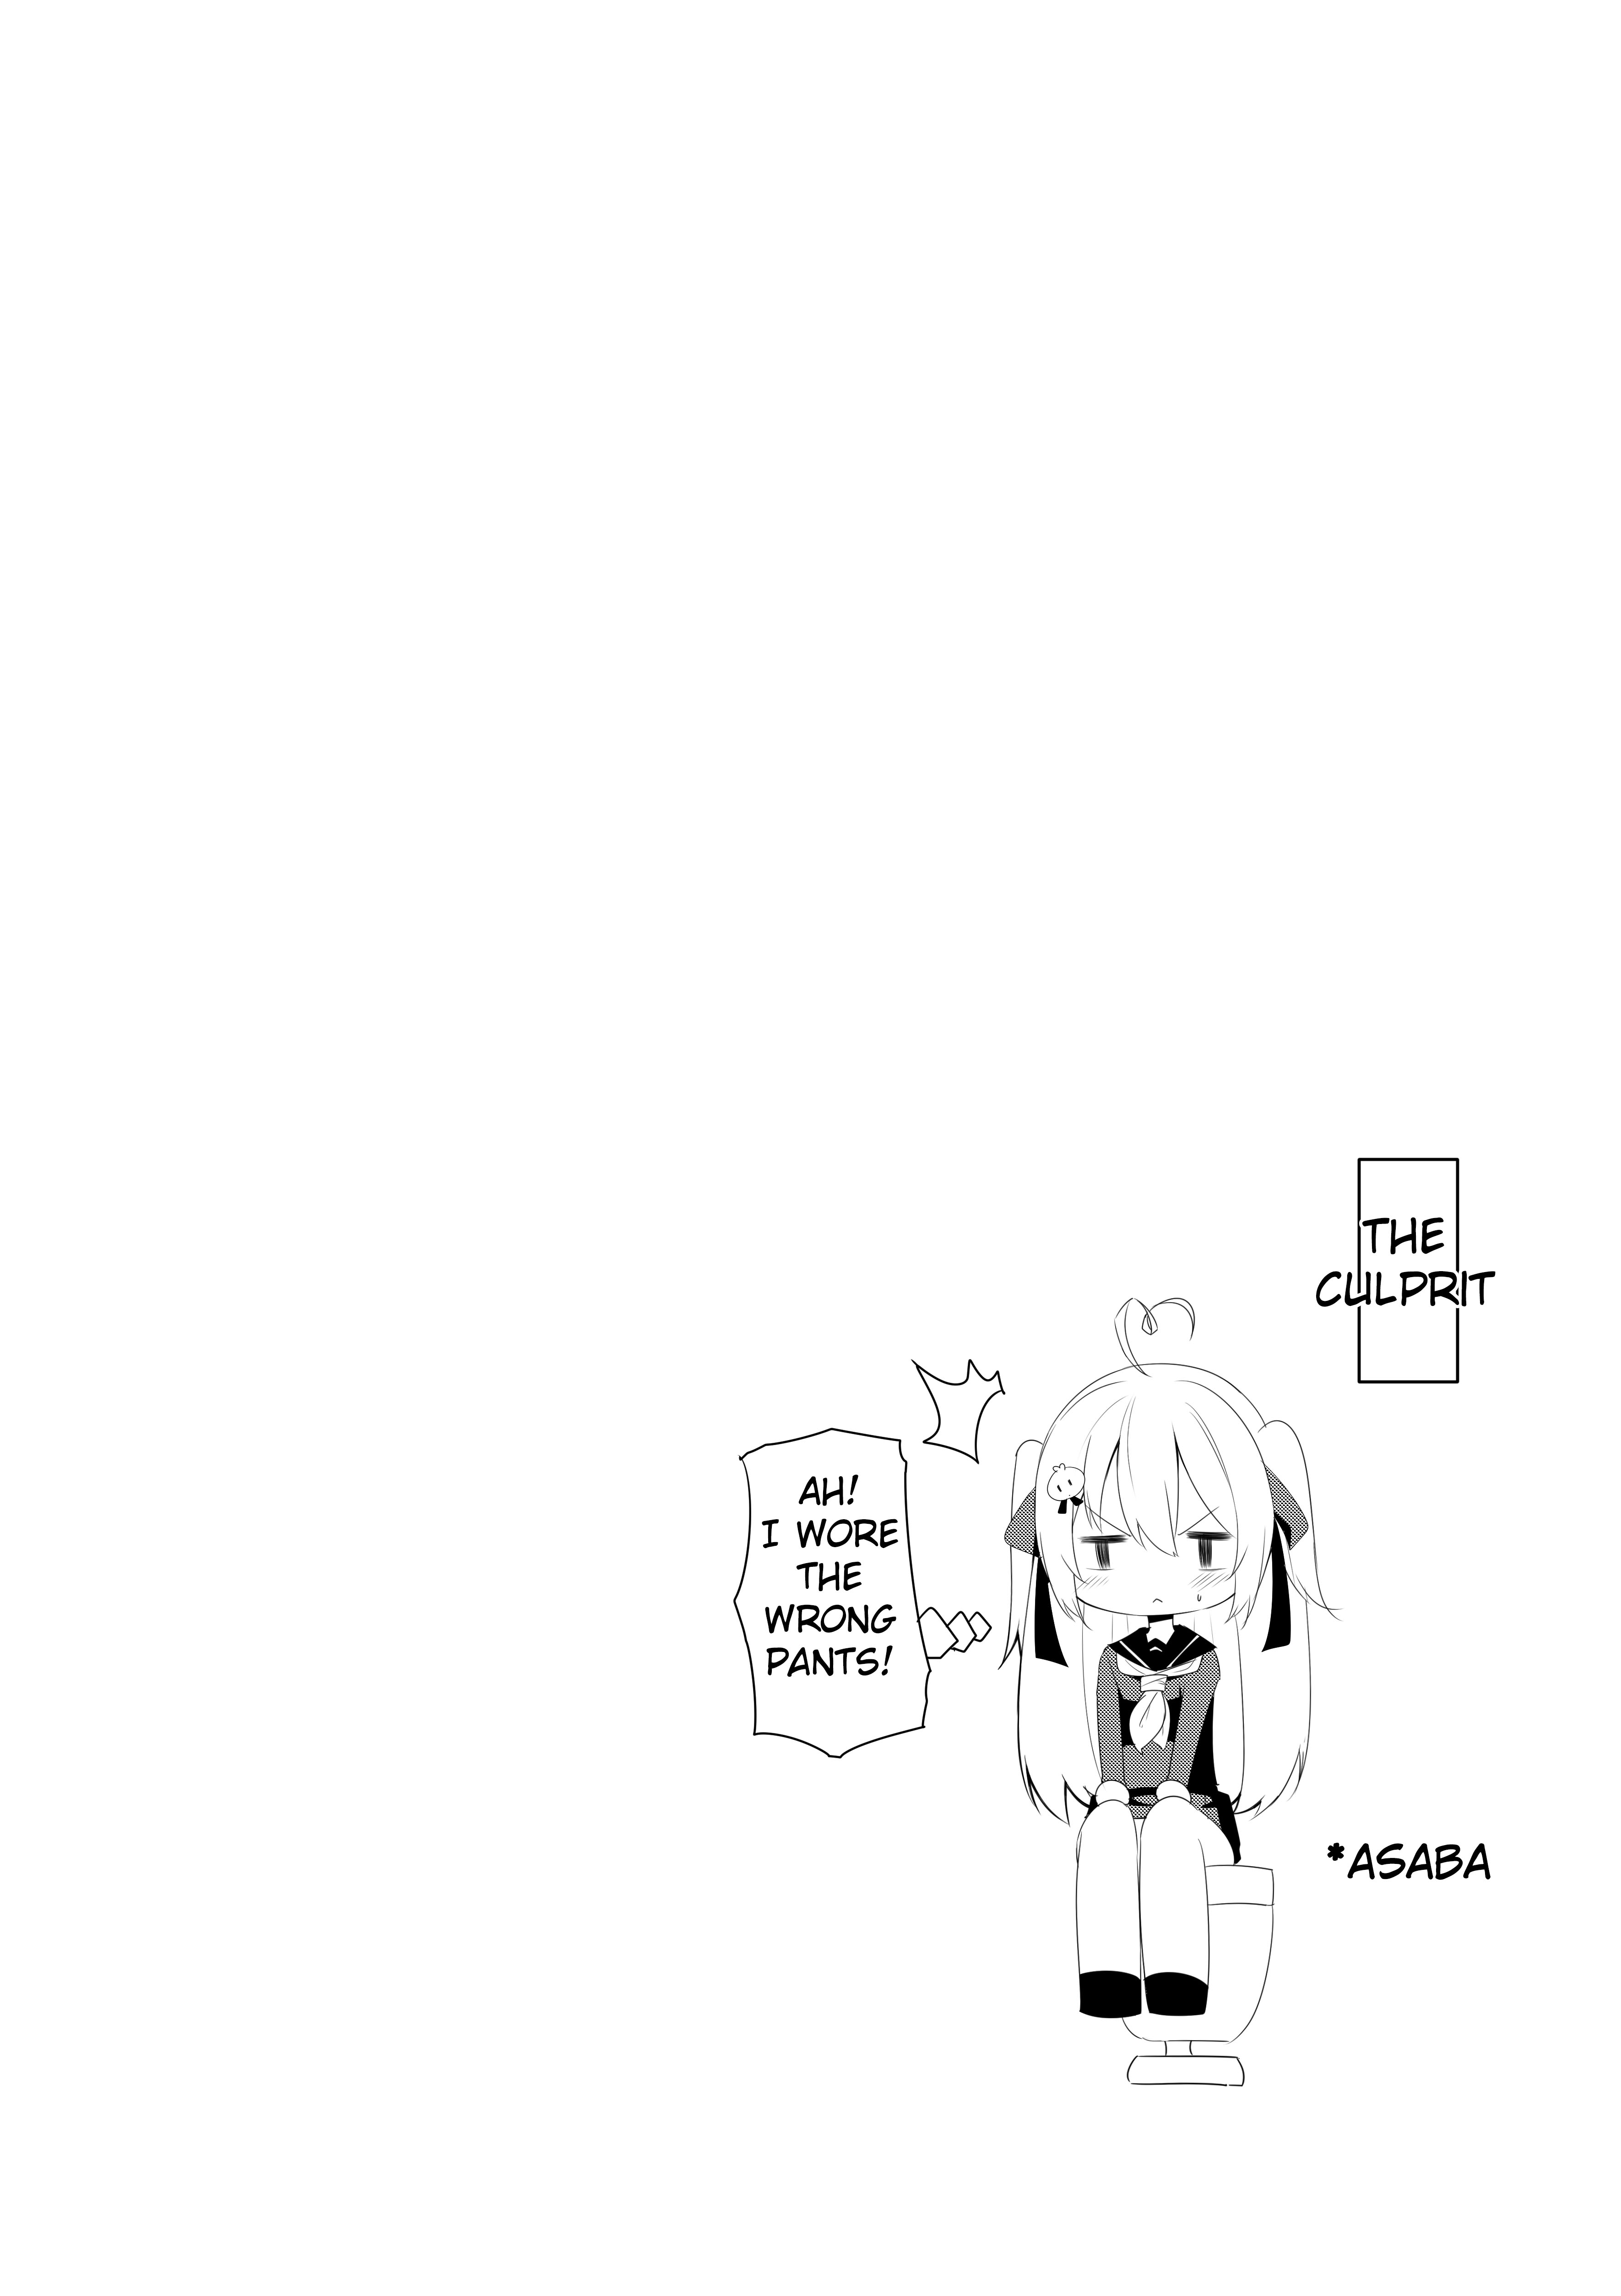 THE
CULPRIT
AH!
I WORE
THE
WRONG
PANTS!
*ASABA